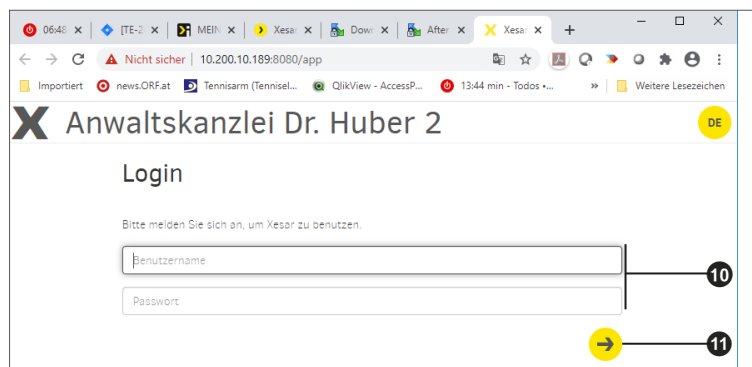 06:48
[TE-2
MEIN
Xesar
Dow
After
Xesar
Nicht sicher | 10.200.10.189:8080/app
Importiert news.ORF.at Tennisarm (Tennisel... QlikView - AccessP... 13:44 min - Todos •... » Weitere Lesezeichen
X Anwaltskanzlei Dr. Huber 2 DE
Login
Bitte melden Sie sich an, um Xesar zu benutzen.
Benutzername
10
Passwort
11